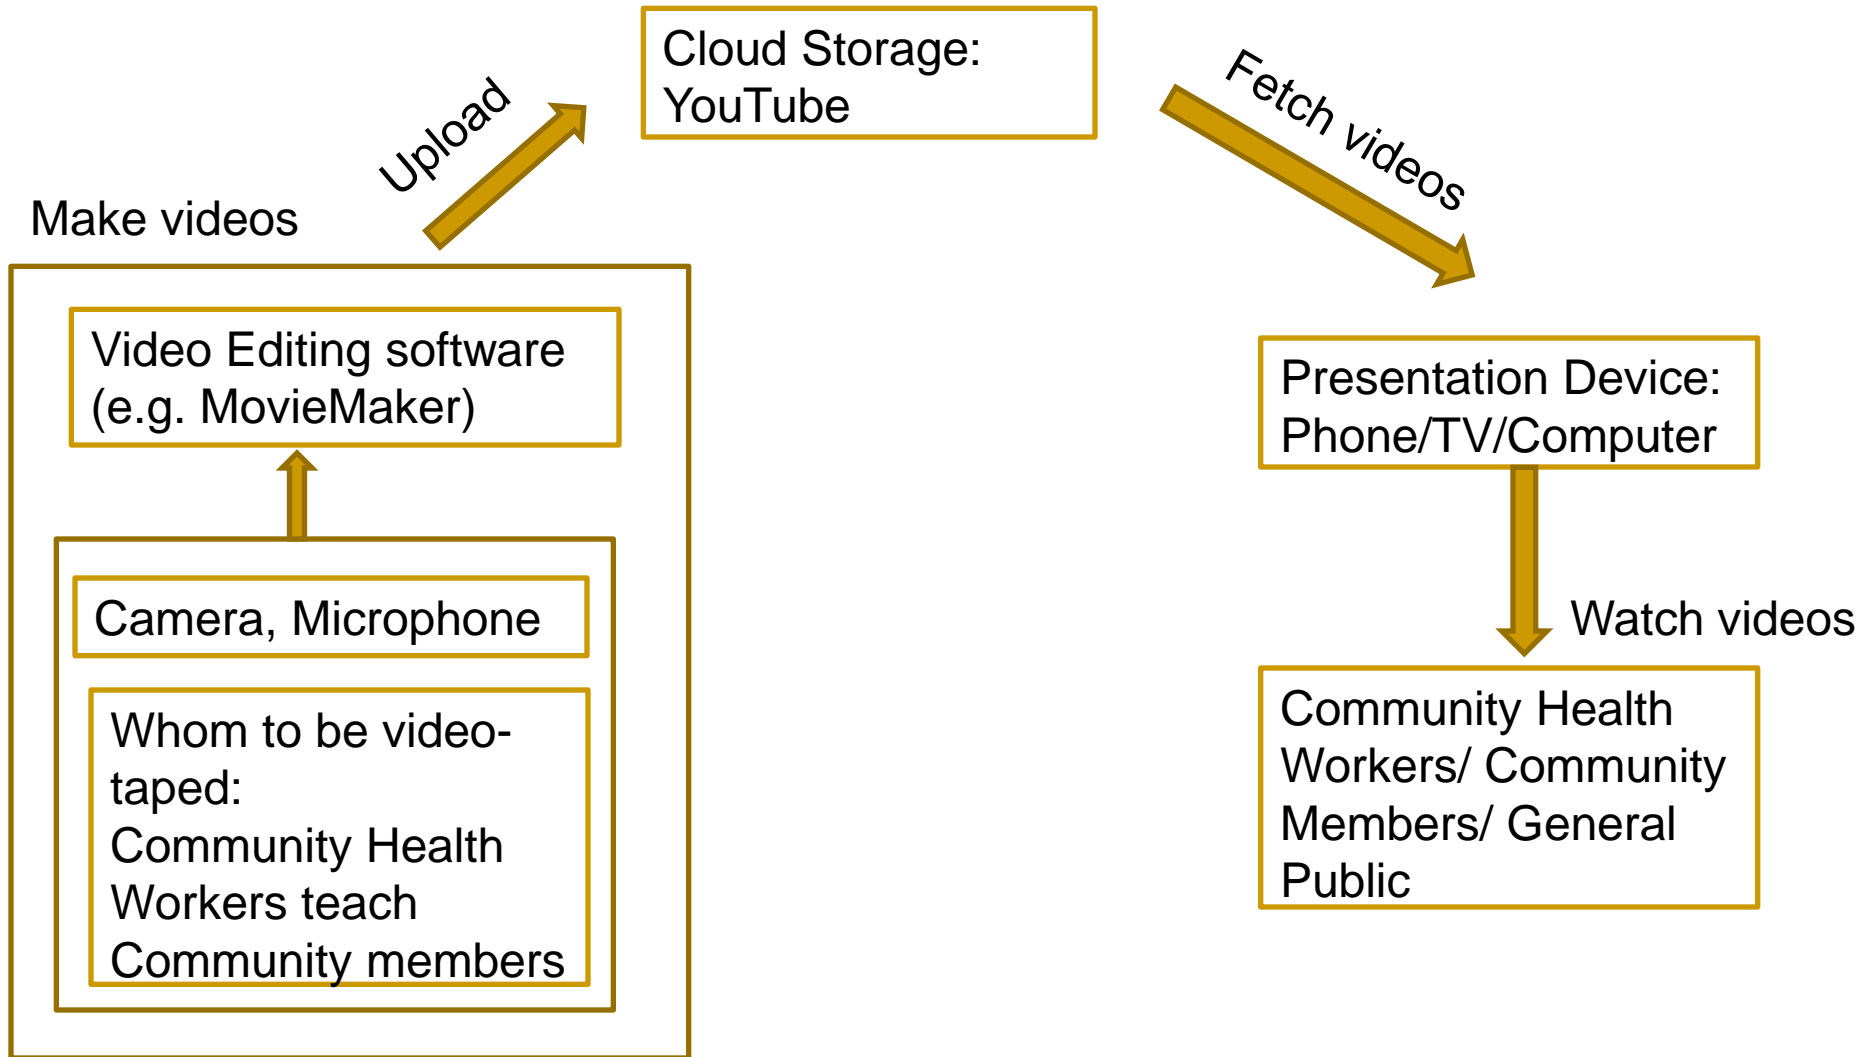 Cloud Storage:
YouTube
Upload
Fetch videos
Make videos
Video Editing software
(e.g. MovieMaker)
Camera, Microphone
Whom to be video-
taped:
Community Health
Workers teach
Community members
Presentation Device:
Phone/TV/Computer
Watch videos
Community Health
Workers/ Community
Members/ General
Public